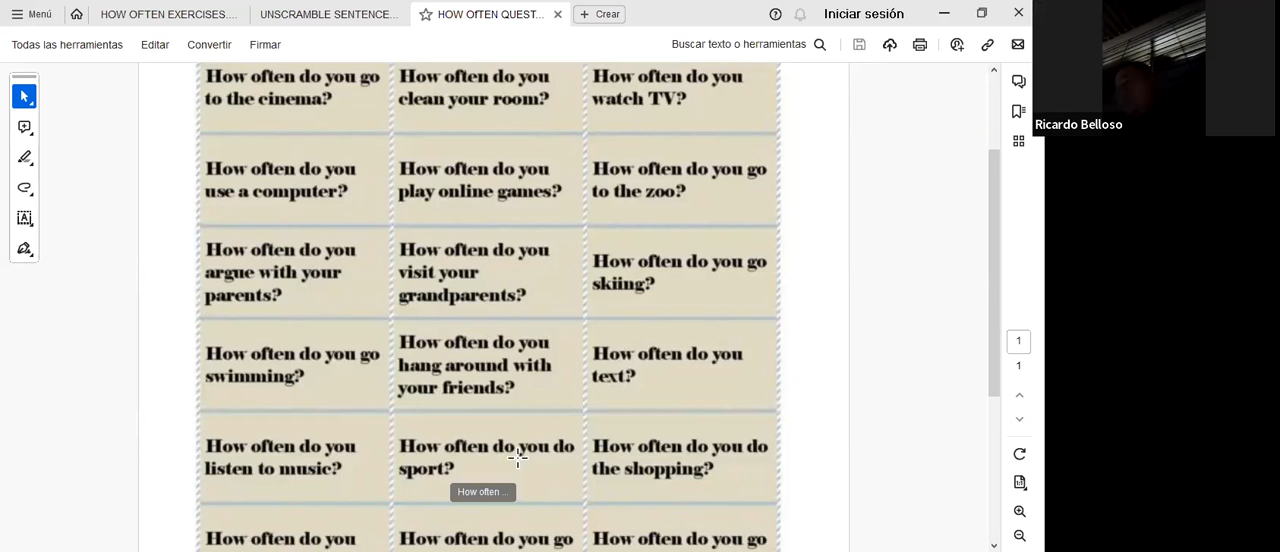 Menú
HOW OFTEN EXERCISES....
UNSCRAMBLE SENTENCE...
HOW OFTEN QUEST...
Crear
Iniciar sesión
Todas las herramientas
Editar
Convertir
Firmar
Buscar texto o herramientas
Ricardo Belloso
How often do you go
to the cinema?
How often do you
clean your room?
How often do you
watch TV?
How often do you
use a computer?
How often do you
play online games?
How often do you go
to the zoo?
How often do you
argue with your
parents?
How often do you
visit your
grandparents?
How often do you go
skiing?
How often do you go
swimming?
How often do you
hang around with
your friends?
How often do you
text?
How often do you
listen to music?
How often do you do
sport?
How often do you do
the shopping?
How often ...
How often do you
How often do you go
How often do you go
1
1